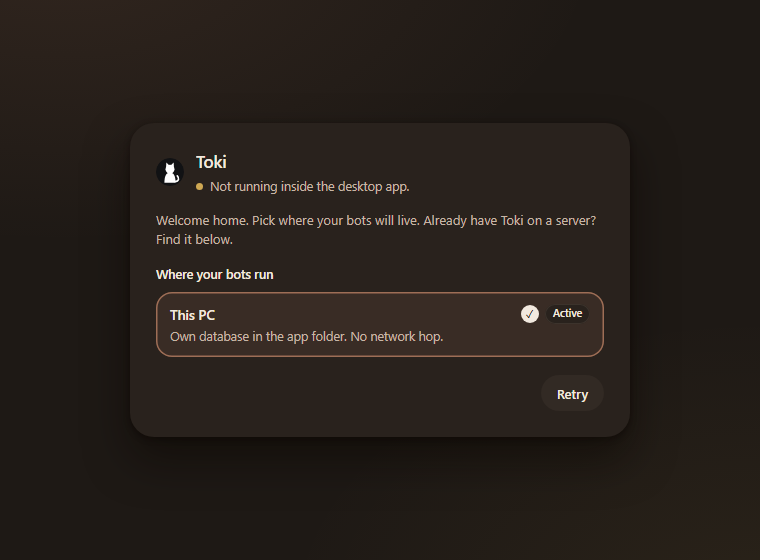 Toki
Not running inside the desktop app.
Welcome home. Pick where your bots will live. Already have Toki on a server?
Find it below.
Where your bots run
This PC
✓ Active
Own database in the app folder. No network hop.
Retry